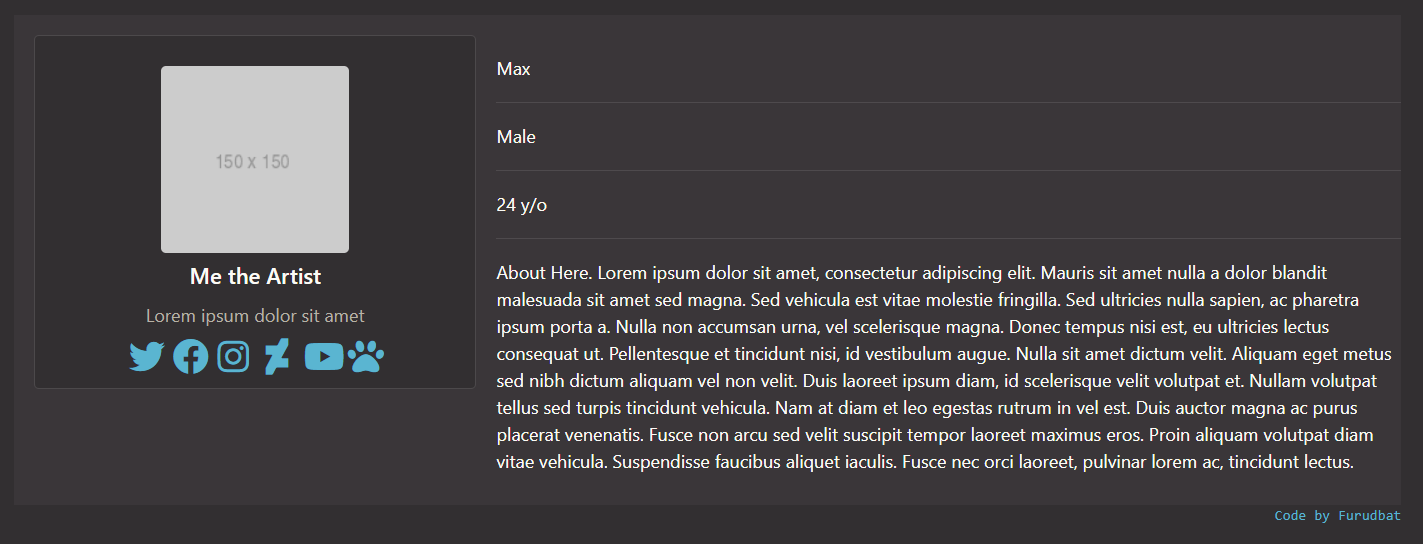 150 x 150
Me the Artist
Lorem ipsum dolor sit amet
Max
Male
24 y/o
About Here. Lorem ipsum dolor sit amet, consectetur adipiscing elit. Mauris sit amet nulla a dolor blandit
malesuada sit amet sed magna. Sed vehicula est vitae molestie fringilla. Sed ultricies nulla sapien, ac pharetra
ipsum porta a. Nulla non accumsan urna, vel scelerisque magna. Donec tempus nisi est, eu ultricies lectus
consequat ut. Pellentesque et tincidunt nisi, id vestibulum augue. Nulla sit amet dictum velit. Aliquam eget metus
sed nibh dictum aliquam vel non velit. Duis laoreet ipsum diam, id scelerisque velit volutpat et. Nullam volutpat
tellus sed turpis tincidunt vehicula. Nam at diam et leo egestas rutrum in vel est. Duis auctor magna ac purus
placerat venenatis. Fusce non arcu sed velit suscipit tempor laoreet maximus eros. Proin aliquam volutpat diam
vitae vehicula. Suspendisse faucibus aliquet iaculis. Fusce nec orci laoreet, pulvinar lorem ac, tincidunt lectus.
Code by Furudbat